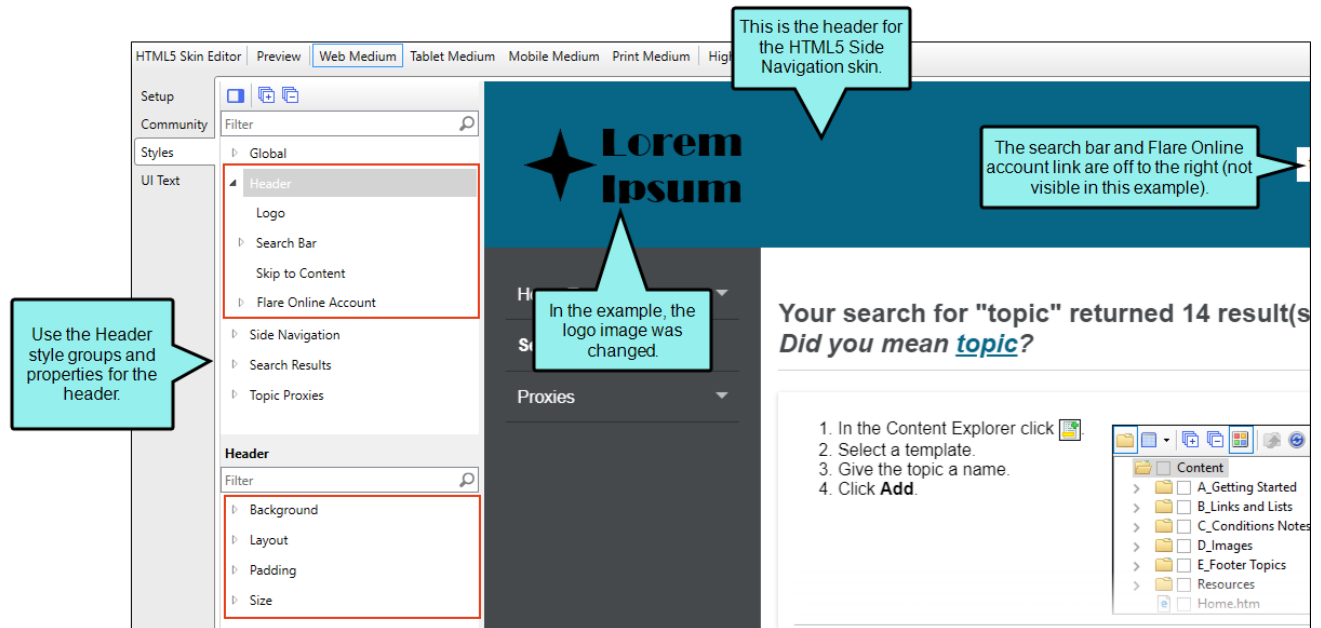 This is the header for
the HTML5 Side
Navigation skin.
HTML5 Skin Editor Preview Web Medium Tablet Medium Mobile Medium Print Medium
Setup
Community
Styles
UI Text
Filter
Global
Header
Logo
Search Bar
Skip to Content
Flare Online Account
Side Navigation
Search Results
Topic Proxies
Use the Header
style groups and
properties for the
header.
Header
Filter
Background
Layout
Padding
Size
Lorem
Ipsum
The search bar and Flare Online
account link are off to the right (not
visible in this example).
In the example, the
logo image was
changed.
Proxies
Your search for "topic" returned 14 result(s
Did you mean topic?
1. In the Content Explorer click .
2. Select a template.
3. Give the topic a name.
4. Click Add.
Content
A_Getting Started
B_Links and Lists
C_Conditions Notes
D_Images
E_Footer Topics
Resources
Home.htm